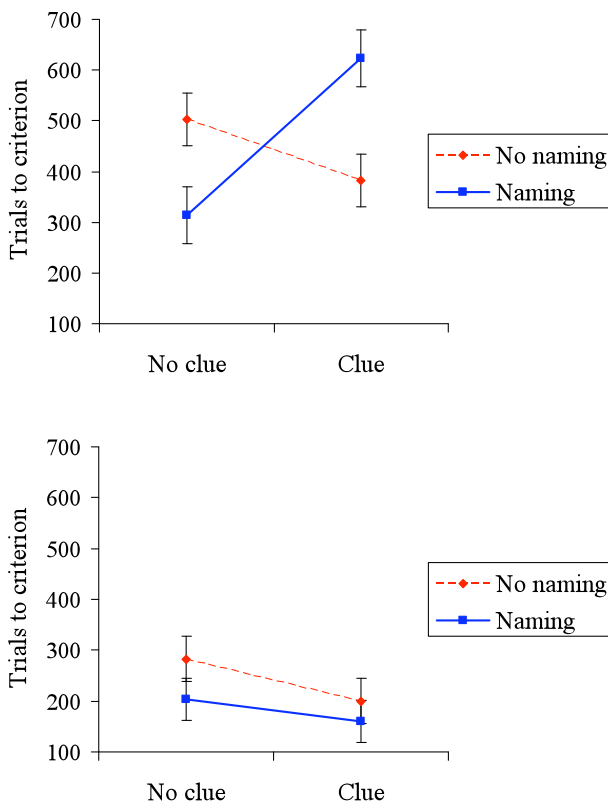 700
600
500
400
300
200
100
Trials to criterion
No clue
Clue
No naming
Naming
700
600
500
400
300
200
100
Trials to criterion
No clue
Clue
No naming
Naming